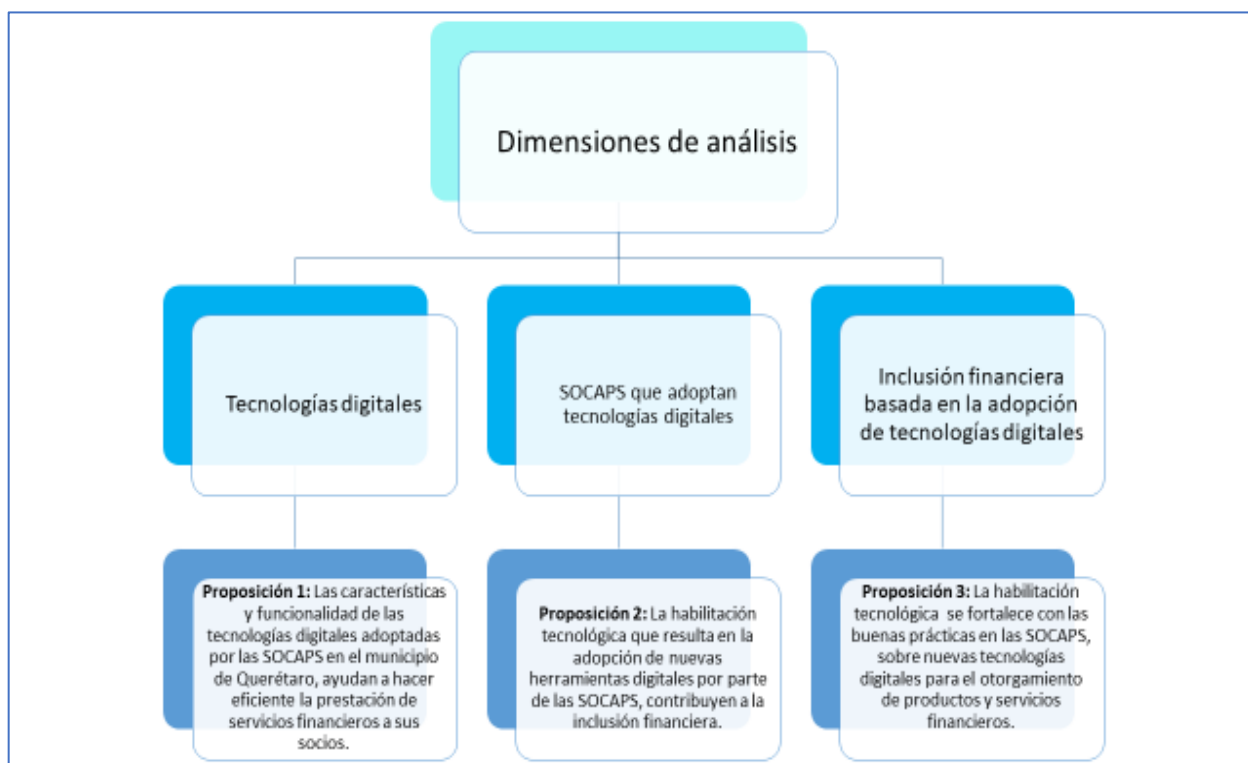 Dimensiones de análisis
Tecnologías digitales
SOCAPS que adoptan
tecnologías digitales
Inclusión financiera
basada en la adopción
de tecnologías digitales
Proposición 1: Las características
y funcionalidad de las
tecnologías digitales adoptadas
por las SOCAPS en el municipio
de Querétaro, ayudan a hacer
eficiente la prestación de
servicios financieros a sus
socios.
Proposición 2: La habilitación
tecnológica que resulta en la
adopción de nuevas
herramientas digitales por parte
de las SOCAPS, contribuyen a la
inclusión financiera.
Proposición 3: La habilitación
tecnológica se fortalece con las
buenas prácticas en las SOCAPS,
sobre nuevas tecnologías
digitales para el otorgamiento
de productos y servicios
financieros.